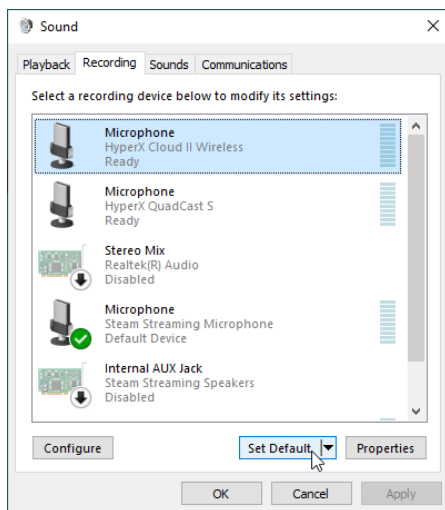 Sound
Playback Recording Sounds Communications
Select a recording device below to modify its settings:
Microphone
HyperX Cloud II Wireless
Ready
Microphone
HyperX QuadCast S
Ready
Stereo Mix
Realtek(R) Audio
Disabled
Microphone
Steam Streaming Microphone
Default Device
Internal AUX Jack
Steam Streaming Speakers
Disabled
Configure Set Default Properties
OK Cancel Apply